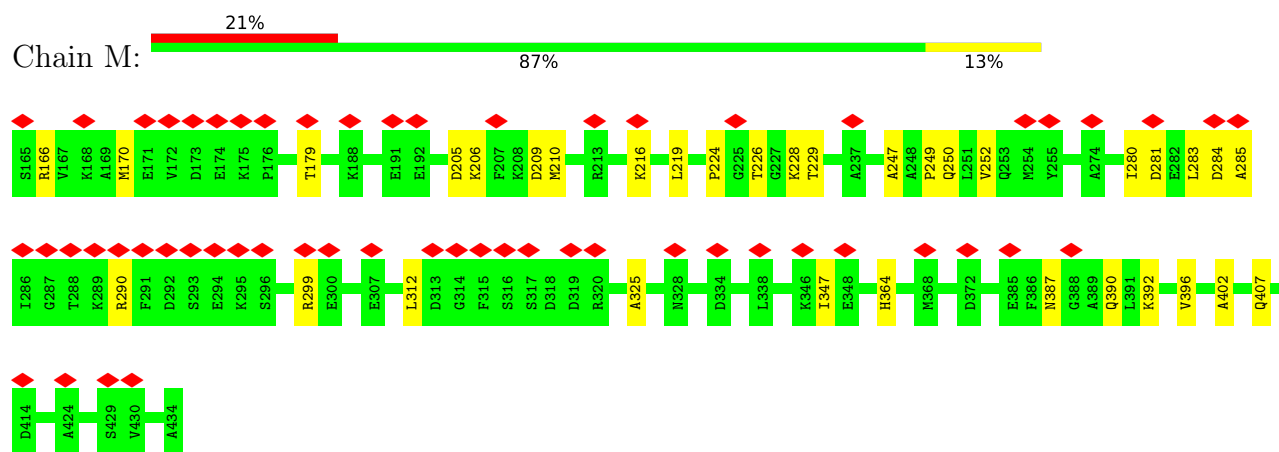 21%
Chain M:
87% 13%
S165 R166 V167 K168 A169 M170 E171 V172 D173 E174 K175 P176 T179 K188 E191 E192 D205 K206 F207 K208 D209 M210 R213 K216 L219 P224 G225 T226 G227 K228 T229 A237 A247 A248 P249 Q250 L251 V252 Q253 M254 Y255 A274 I280 D281 E282 L283 D284 A285
I286 G287 T288 K289 R290 F291 D292 S293 E294 K295 S296 R299 E300 E307 L312 D313 G314 F315 S316 S317 D318 D319 R320 A325 N328 D334 L338 K346 I347 E348 H364 M368 D372 E385 F386 N387 G388 A389 Q390 L391 K392 V396 A402 Q407
D414 A424 S429 V430 A434